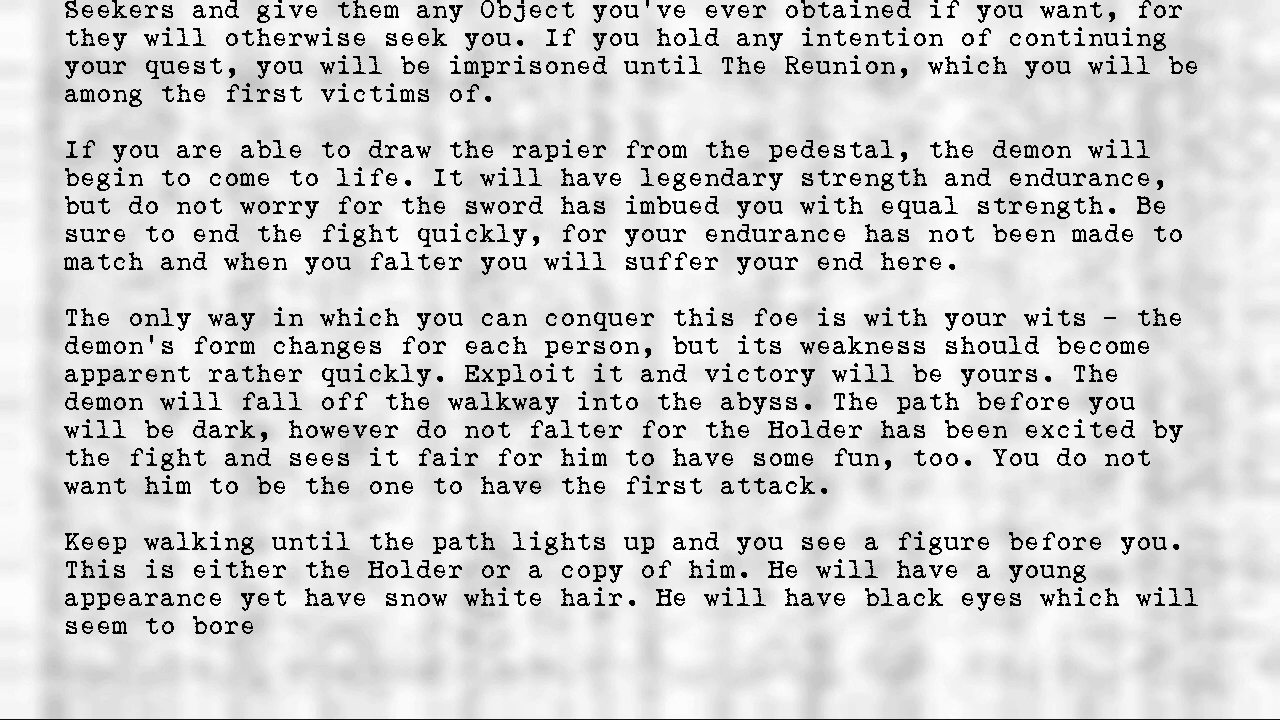 Seekers and give them any Object you've ever obtained if you want, for
they will otherwise seek you. If you hold any intention of continuing
your quest, you will be imprisoned until The Reunion, which you will be
among the first victims of.

If you are able to draw the rapier from the pedestal, the demon will
begin to come to life. It will have legendary strength and endurance,
but do not worry for the sword has imbued you with equal strength. Be
sure to end the fight quickly, for your endurance has not been made to
match and when you falter you will suffer your end here.

The only way in which you can conquer this foe is with your wits – the
demon's form changes for each person, but its weakness should become
apparent rather quickly. Exploit it and victory will be yours. The
demon will fall off the walkway into the abyss. The path before you
will be dark, however do not falter for the Holder has been excited by
the fight and sees it fair for him to have some fun, too. You do not
want him to be the one to have the first attack.

Keep walking until the path lights up and you see a figure before you.
This is either the Holder or a copy of him. He will have a young
appearance yet have snow white hair. He will have black eyes which will
seem to bore